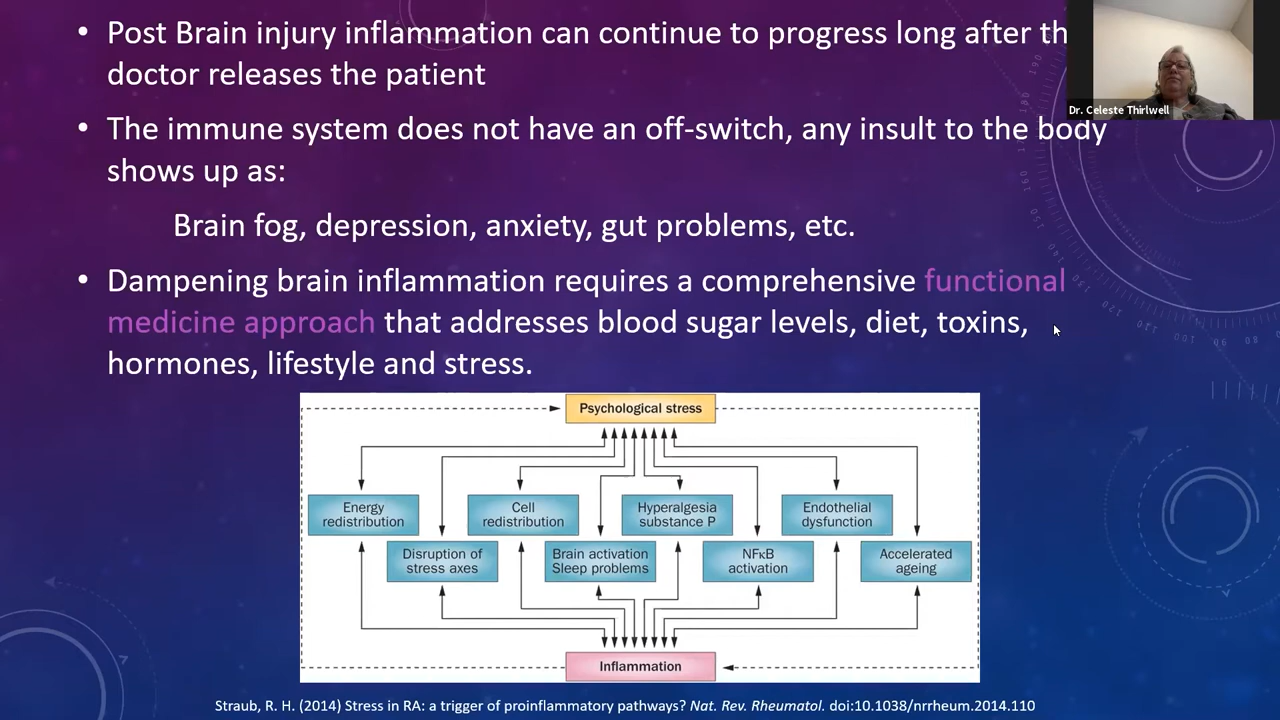 • Post Brain injury inflammation can continue to progress long after th
doctor releases the patient
Dr. Celeste Thirlwell
• The immune system does not have an off-switch, any insult to the body
shows up as:
Brain fog, depression, anxiety, gut problems, etc.
• Dampening brain inflammation requires a comprehensive functional
medicine approach that addresses blood sugar levels, diet, toxins,
hormones, lifestyle and stress.
Psychological stress
Energy
redistribution
Cell
redistribution
Hyperalgesia
substance P
Endothelial
dysfunction
Disruption of
stress axes
Brain activation
Sleep problems
NFκB
activation
Accelerated
ageing
Inflammation
Straub, R. H. (2014) Stress in RA: a trigger of proinflammatory pathways? Nat. Rev. Rheumatol. doi:10.1038/nrrheum.2014.110